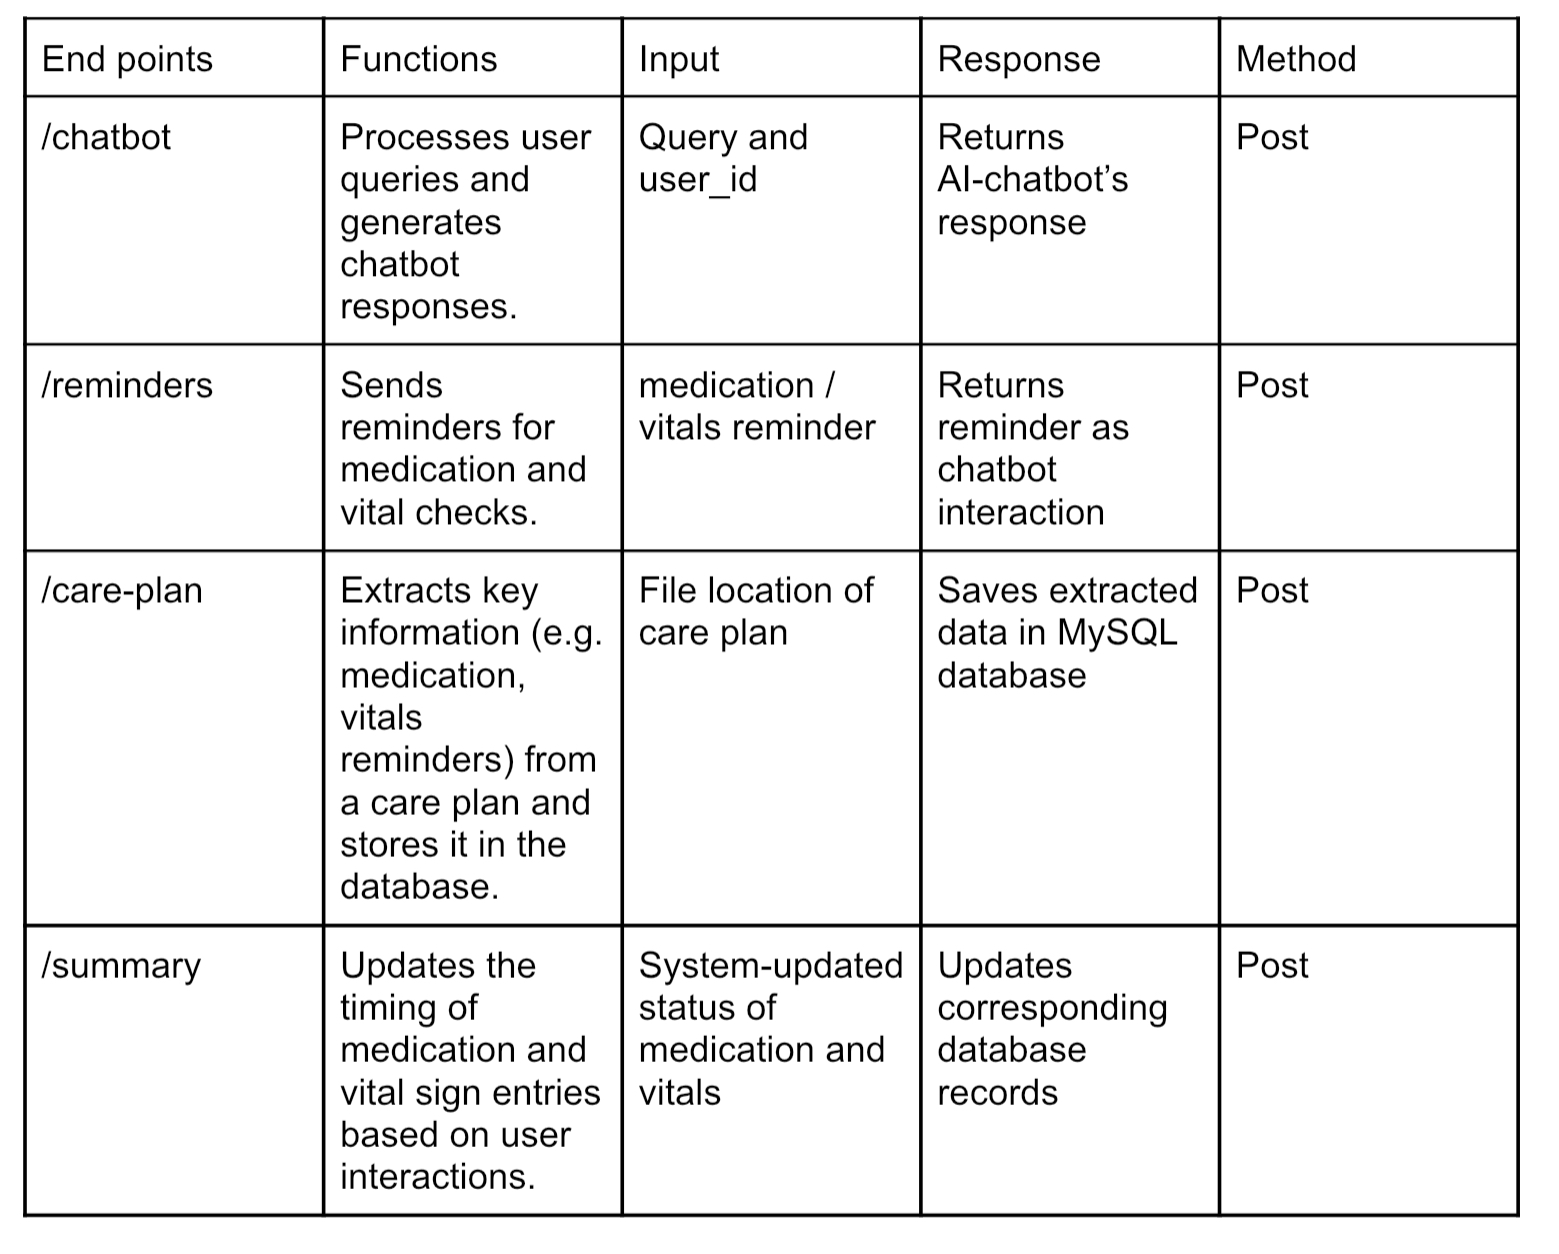 End points
Functions
Input
Response
Method
/chatbot
Processes user
queries and
generates
chatbot
responses.
Query and
user_id
Returns
AI-chatbot’s
response
Post
/reminders
Sends
reminders for
medication and
vital checks.
medication /
vitals reminder
Returns
reminder as
chatbot
interaction
Post
/care-plan
Extracts key
information (e.g.
medication,
vitals
reminders) from
a care plan and
stores it in the
database.
File location of
care plan
Saves extracted
data in MySQL
database
Post
/summary
Updates the
timing of
medication and
vital sign entries
based on user
interactions.
System-updated
status of
medication and
vitals
Updates
corresponding
database
records
Post